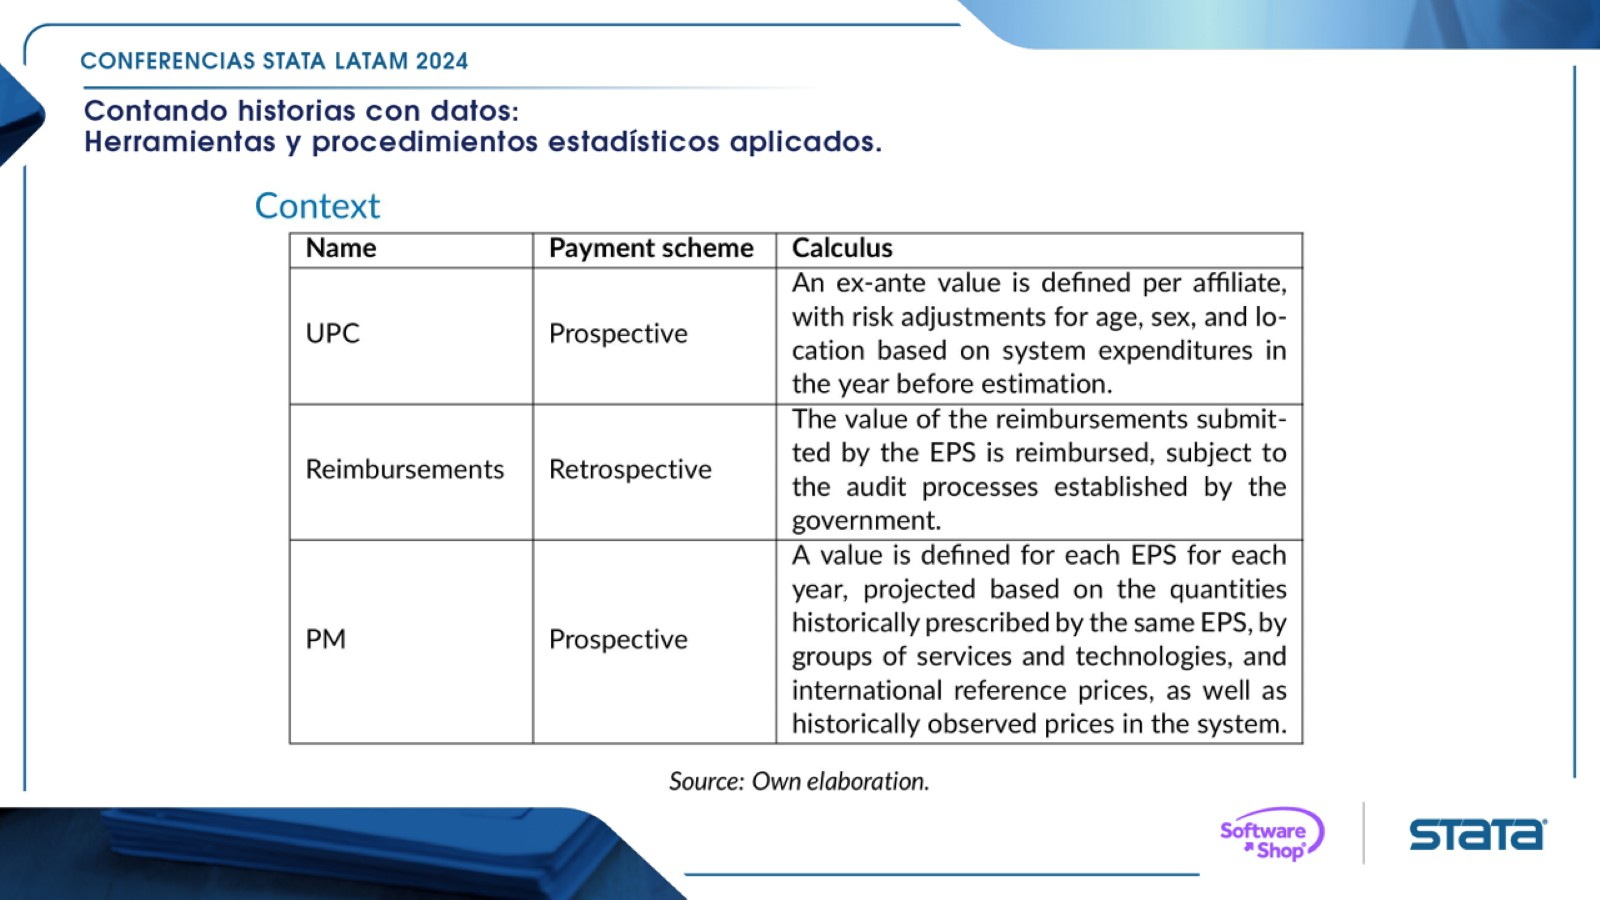 CONFERENCIAS STATA LATAM 2024
Contando historias con datos:
Herramientas y procedimientos estadísticos aplicados.
Context
Name
Payment scheme
Calculus
UPC
Prospective
An ex-ante value is defined per affiliate,
with risk adjustments for age, sex, and lo-
cation based on system expenditures in
the year before estimation.
Reimbursements
Retrospective
The value of the reimbursements submit-
ted by the EPS is reimbursed, subject to
the audit processes established by the
government.
PM
Prospective
A value is defined for each EPS for each
year, projected based on the quantities
historically prescribed by the same EPS, by
groups of services and technologies, and
international reference prices, as well as
historically observed prices in the system.
Source: Own elaboration.
Software
Shop
STATA®